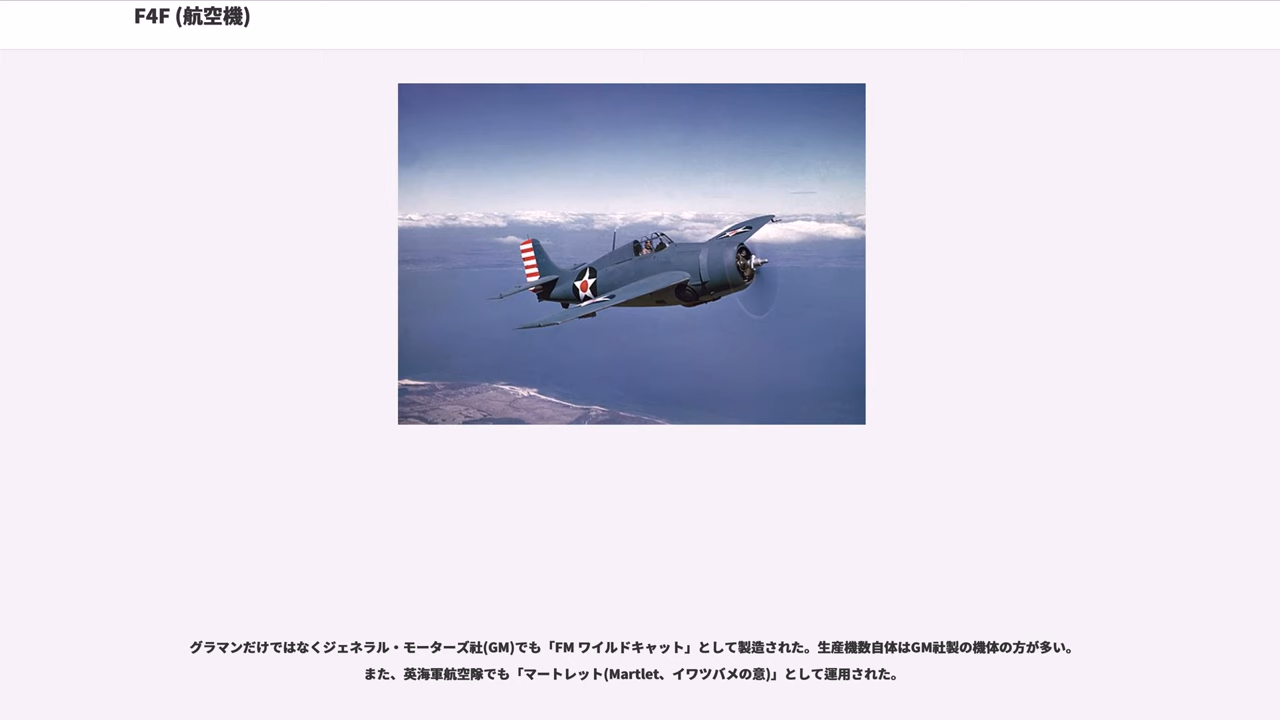 F4F (航空機)
グラマンだけではなくジェネラル・モーターズ社(GM)でも「FM ワイルドキャット」として製造された。生産機数自体はGM社製の機体の方が多い。
また、英海軍航空隊でも「マートレット(Martlet、イワツバメの意)」として運用された。